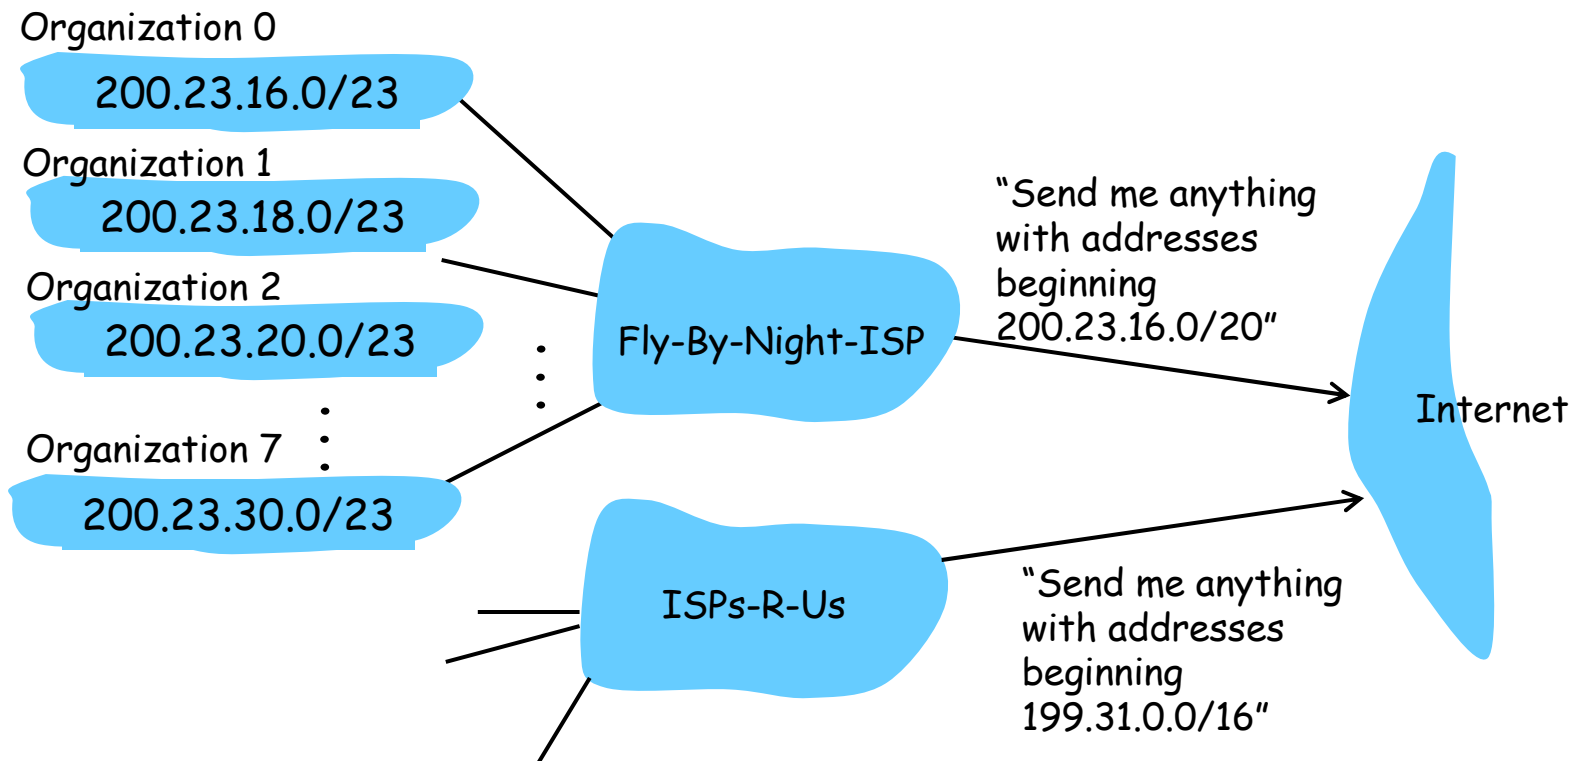 Organization 0
200.23.16.0/23
Organization 1
200.23.18.0/23
Organization 2
200.23.20.0/23
Organization 7
200.23.30.0/23
Fly-By-Night-ISP
“Send me anything
with addresses
beginning
200.23.16.0/20”
Internet
ISPs-R-Us
“Send me anything
with addresses
beginning
199.31.0.0/16”